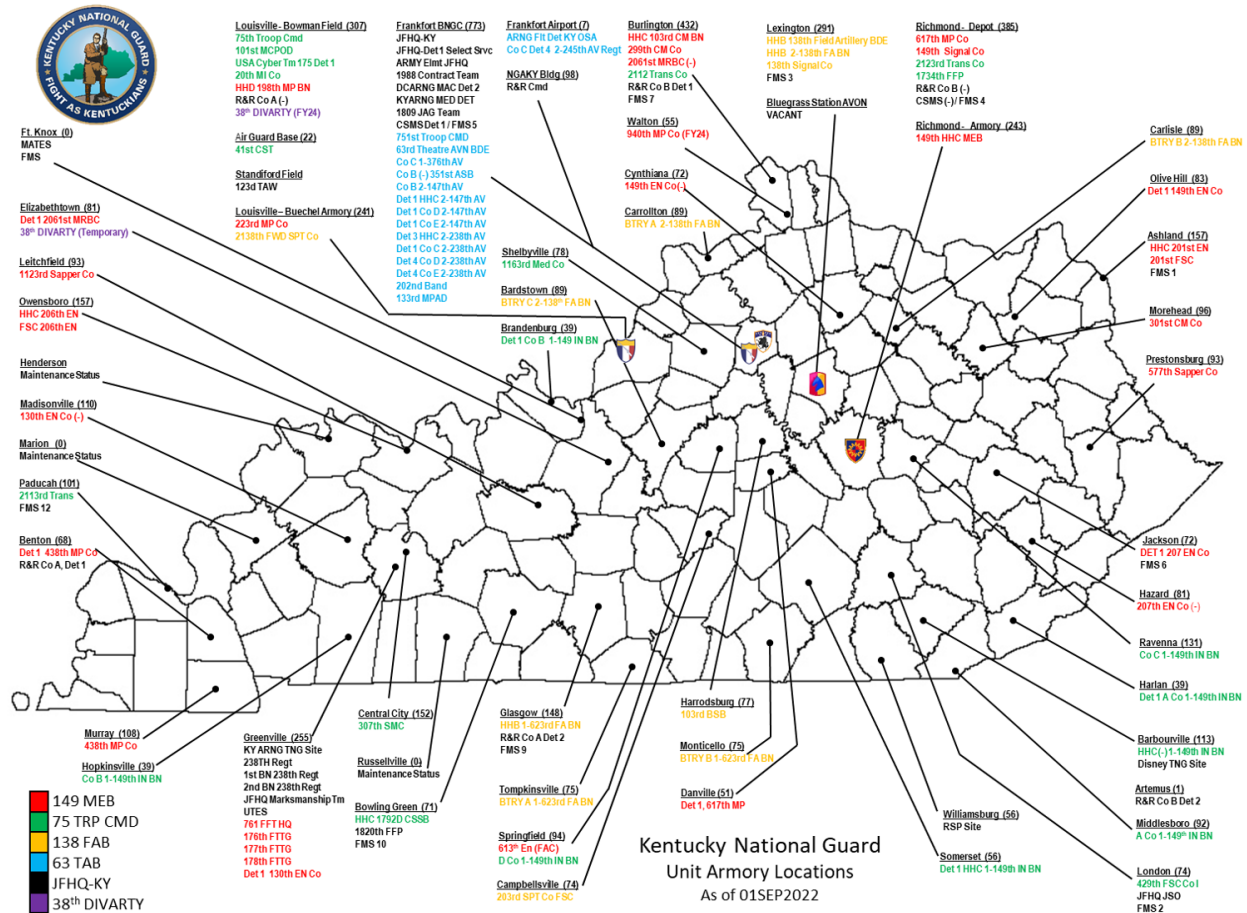 KENTUCKY NATIONAL GUARD
FIGHT AS KENTUCKIANS
Louisville- Bowman Field (307)
75th Troop Cmd
101st MCPOD
USA Cyber Tm 175 Det 1
20th MI Co
HHD 198th MP BN
R&R Co A (-)
38th DIVARTY (FY24)
Air Guard Base (22)
41st CST
Standiford Field
123d TAW
Louisville– Buechel Armory (241)
223rd MP Co
2138th FWD SPT Co
Frankfort BNGC (773)
JFHQ-KY
JFHQ-Det1 Select Srvc
ARMY Elmt JFHQ
1988 Contract Team
DCARNG MAC Det 2
KYARNG MED DET
1809 JAG Team
CSMS Det 1 / FMS 5
751st Troop CMD
63rd Theatre AVN BDE
Co C 1-376th AV
Co B (-) 351st ASB
Co B 2-147th AV
Det 1 HHC 2-147th AV
Det 1 Co D 2-147th AV
Det 1 Co E 2-147th AV
Det 3 HHC 2-238th AV
Det 1 Co C 2-238th AV
Det 4 Co D 2-238th AV
Det 4 Co E 2-238th AV
202nd Band
133rd MPAD
Frankfort Airport (7)
ARNG Flt Det KY OSA
Co C Det 4 2-245th AV Regt
NGAKY Bldg (98)
R&R Cmd
Burlington (432)
HHC 103rd CM BN
299th CM Co
2061st MRBC (-)
2112 Trans Co
R&R Co B Det 1
FMS 7
Walton (55)
940th MP Co (FY24)
Cynthiana (72)
149th EN Co(-)
Carrollton (89)
BTRY A 2-138th FA BN
Shelbyville (78)
1163rd Med Co
Bardstown (89)
BTRY C 2-138th FA BN
Brandenburg (39)
Det 1 Co B 1-149 IN BN
Lexington (291)
HHB 138th Field Artillery BDE
HHB 2-138th FA BN
138th Signal Co
FMS 3
Bluegrass Station AVON
VACANT
Richmond- Depot (385)
617th MP Co
149th Signal Co
2123rd Trans Co
1734th FFP
R&R Co B (-)
CSMS (-) / FMS 4
Richmond - Armory (243)
149th HHC MEB
Carlisle (89)
BTRY B 2-138th FA BN
Olive Hill (83)
Det 1 149th EN Co
Ashland (157)
HHC 201st EN
201st FSC
FMS 1
Morehead (96)
301st CM Co
Prestonsburg (93)
577th Sapper Co
Ft. Knox (0)
MATES
FMS
Elizabethtown (81)
Det 1 2061st MRBC
38th DIVARTY (Temporary)
Leitchfield (93)
1123rd Sapper Co
Owensboro (157)
HHC 206th EN
FSC 206th EN
Henderson
Maintenance Status
Madisonville (110)
130th EN Co (-)
Marion (0)
Maintenance Status
Paducah (101)
2113rd Trans
FMS 12
Benton (68)
Det 1 438th MP Co
R&R Co A, Det 1
Jackson (72)
DET 1 207 EN Co
FMS 6
Hazard (81)
207th EN Co (-)
Ravenna (131)
Co C 1-149th IN BN
Harlan (39)
Det 1 A Co 1-149th IN BN
Barbourville (113)
HHC(-) 1-149th IN BN
Disney TNG Site
Artemus (1)
R&R Co B Det 2
Middlesboro (92)
A Co 1-149th IN BN
London (74)
429th FSC Co I
JFHQ JSO
FMS 2
Murray (108)
438th MP Co
Hopkinsville (39)
Co B 1-149th IN BN
Greenville (255)
KY ARNG TNG Site
238TH Regt
1st BN 238th Regt
2nd BN 238th Regt
JFHQ Marksmanship Tm
UTES
761 FFT HQ
176th FTTG
177th FTTG
178th FTTG
Det 1 130th EN Co
Central City (152)
307th SMC
Russellville (0)
Maintenance Status
Bowling Green (71)
HHC 1792D CSSB
1820th FFP
FMS 10
Glasgow (148)
HHB 1-623rd FA BN
R&R Co A Det 2
FMS 9
Tompkinsville (75)
BTRY A 1-623rd FA BN
Springfield (94)
613th En (FAC)
D Co 1-149th IN BN
Campbellsville (74)
203rd SPT Co FSC
Harrodsburg (77)
103rd BSB
Monticello (75)
BTRY B 1-623rd FA BN
Danville (51)
Det 1, 617th MP
Williamsburg (56)
RSP Site
Somerset (56)
Det 1 HHC 1-149th IN BN
149 MEB
75 TRP CMD
138 FAB
63 TAB
JFHQ-KY
38th DIVARTY
Kentucky National Guard
Unit Armory Locations
As of 01SEP2022